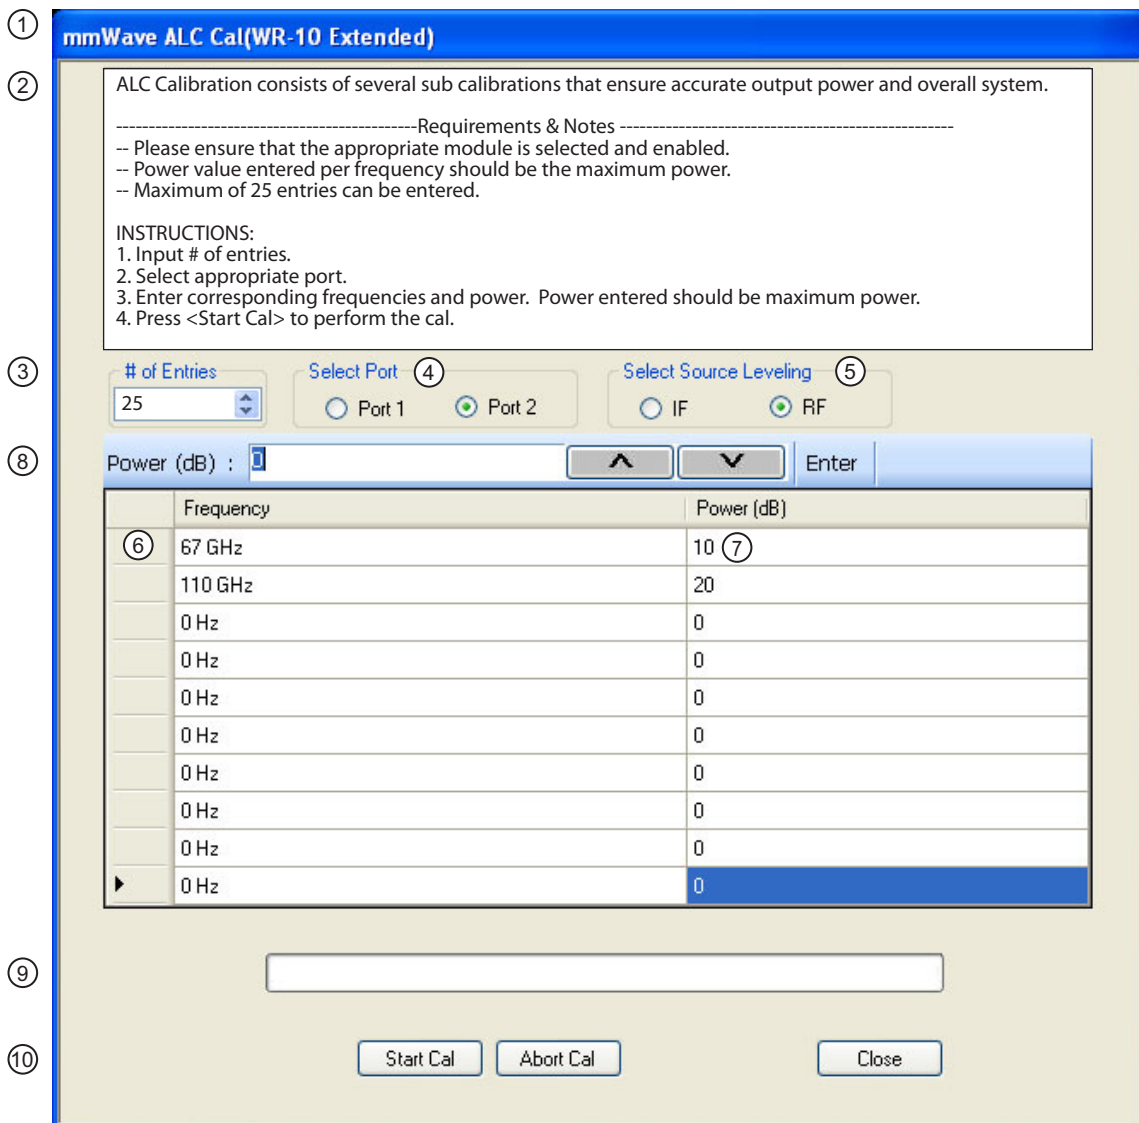 1
mmWave ALC Cal(WR-10 Extended)
2
ALC Calibration consists of several sub calibrations that ensure accurate output power and overall system.
----------------------------------------------Requirements & Notes ---------------------------------------------------
-- Please ensure that the appropriate module is selected and enabled.
-- Power value entered per frequency should be the maximum power.
-- Maximum of 25 entries can be entered.
INSTRUCTIONS:
1. Input # of entries.
2. Select appropriate port.
3. Enter corresponding frequencies and power.  Power entered should be maximum power.
4. Press <Start Cal> to perform the cal.
3 # of Entries Select Port 4 Select Source Leveling 5
25 Port 1 Port 2 IF RF
8 Power (dB) : 0 Enter
Frequency Power (dB)
6 67 GHz 10 7
110 GHz 20
0 Hz 0
0 Hz 0
0 Hz 0
0 Hz 0
0 Hz 0
0 Hz 0
0 Hz 0
0 Hz 0
9
10 Start Cal Abort Cal Close